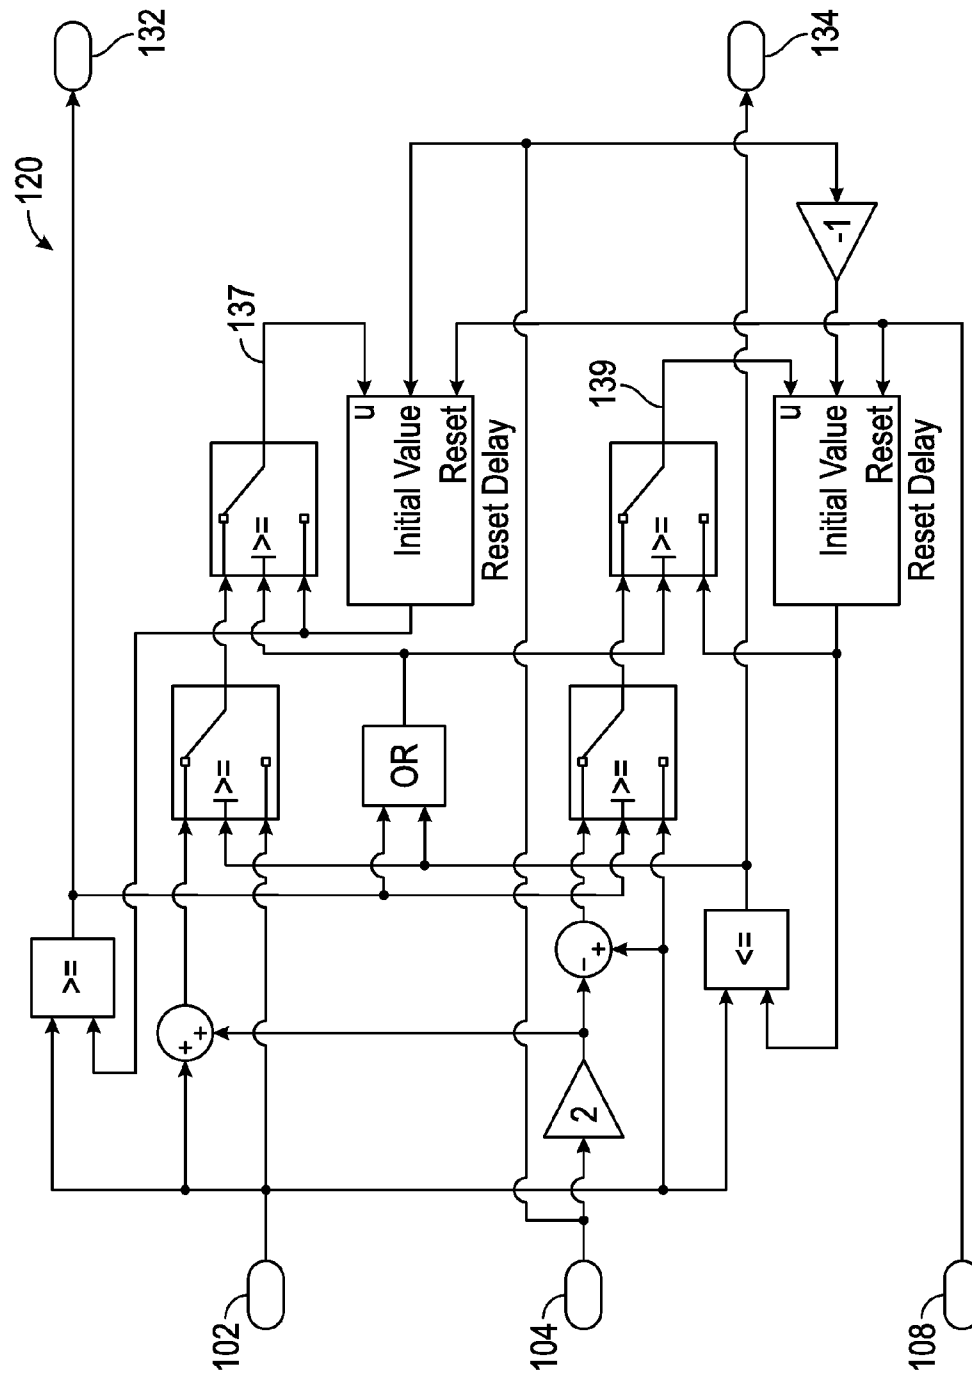 120
>=
132
+
+
102
>=
137
>=
u
OR
Initial Value
Reset
Reset Delay
104
2
-
+
139
>=
>=
<=
u
134
Initial Value
-1
Reset
108
Reset Delay